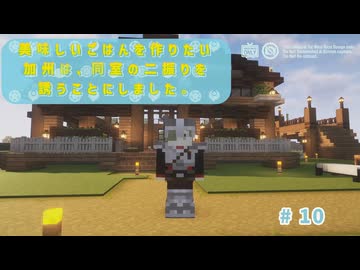 美味しいごはんを作りたい
加州は、同室の二振りを
誘うことにしました。
#10